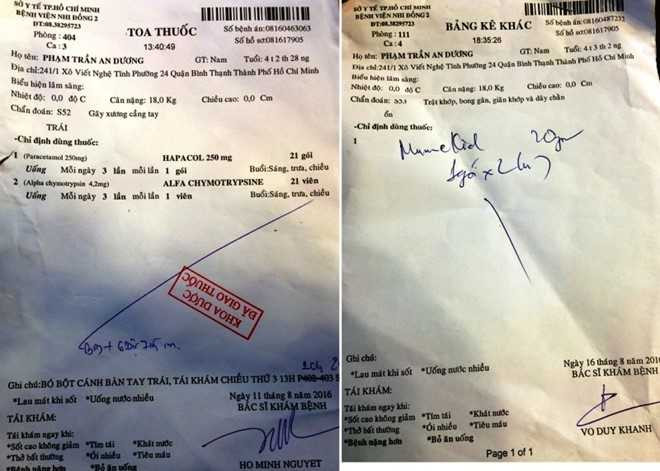 SỞ Y TẾ TP.HỒ CHÍ MINH
BỆNH VIỆN NHI ĐỒNG 2
ĐT:08.38295723
Phòng : 404
Ca : 3
TOA THUỐC
13:40:49
Số bệnh án:08160463063
Số hồ sơ:081617905
Họ tên: PHẠM TRẦN AN DƯƠNG GT: Nam Tuổi: 4 t 2 th 28 ng
Địa chỉ:241/1 Xô Viết Nghệ Tĩnh Phường 24 Quận Bình Thạnh Thành Phố Hồ Chí Minh
Biểu hiện lâm sàng:
Nhiệt độ: 0,0 độ C Cân nặng: 18,0 Kg Chiều cao: 0,0 Cm
Chẩn đoán: S52 Gãy xương cẳng tay
TRÁI
-Chỉ định dùng thuốc:
1 (Paracetamol 250mg) HAPACOL 250 mg 21 gói
Uống Mỗi ngày 3 lần mỗi lần 1 gói Buổi:Sáng, trưa, chiều
2 (Alpha chymotrypsin 4,2mg) ALFA CHYMOTRYPSINE 21 viên
Uống Mỗi ngày 3 lần mỗi lần 1 viên Buổi:Sáng, trưa, chiều
KHOA DƯỢC
ĐÃ GIAO THUỐC
Ghi chú:BÓ BỘT CÁNH BÀN TAY TRÁI, TÁI KHÁM CHIỀU THỨ 3 13H P402-403
*Lau mát khi sốt *Uống nước nhiều
TÁI KHÁM:
Ngày 11 tháng 8 năm 2016
BÁC SĨ KHÁM BỆNH
Tái khám ngay khi:
*Sốt cao không giảm *Tím tái *Khát nước
*Thở bất thường *Ói nhiều *Tiêu máu
*Bệnh nặng hơn *Bỏ ăn uống
HO MINH NGUYET
SỞ Y TẾ TP.HỒ CHÍ MINH
BỆNH VIỆN NHI ĐỒNG 2
ĐT:08.38295723
Phòng : 111
Ca : 4
BẢNG KÊ KHÁC
18:35:26
Số bệnh án:08160487233
Số hồ sơ:081617905
Họ tên: PHẠM TRẦN AN DƯƠNG GT: Nam Tuổi: 4 t 3 th 2 ng
Địa chỉ:241/1 Xô Viết Nghệ Tĩnh Phường 24 Quận Bình Thạnh Thành Phố Hồ Chí Minh
Biểu hiện lâm sàng:
Nhiệt độ: 0,0 độ C Cân nặng: 18,0 Kg Chiều cao: 0,0 Cm
Chẩn đoán: Trật khớp, bong gân, giãn khớp và dây chằn
ổn
-Chỉ định dùng thuốc:
1
Ghi chú:
*Lau mát khi sốt *Uống nước nhiều
TÁI KHÁM:
Ngày 16 tháng 8 năm 2016
BÁC SĨ KHÁM BỆNH
Tái khám ngay khi:
*Sốt cao không giảm *Tím tái *Khát nước
*Thở bất thường *Ói nhiều *Tiêu máu
*Bệnh nặng hơn *Bỏ ăn uống
VO DUY KHANH
Page 1 of 1